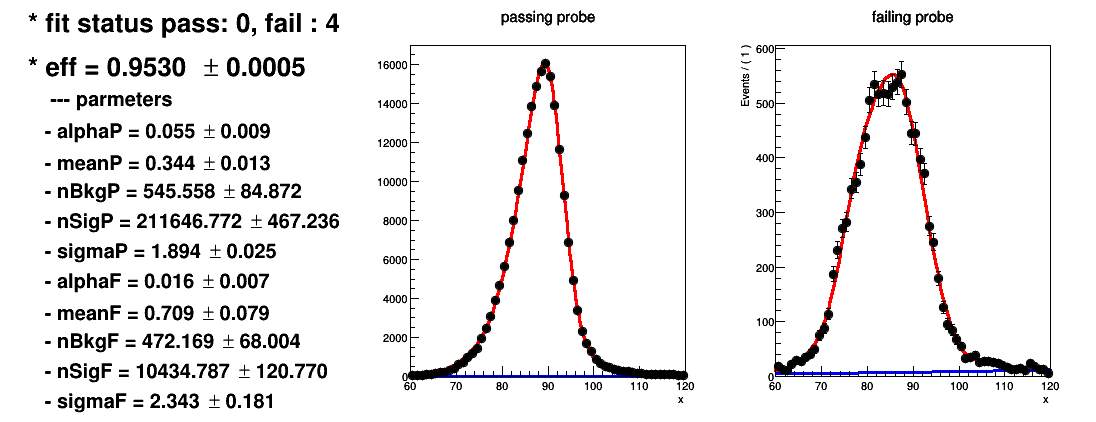 * fit status pass: 0, fail : 4
* eff = 0.9530 ± 0.0005
--- parmeters
- alphaP = 0.055 ± 0.009
- meanP = 0.344 ± 0.013
- nBkgP = 545.558 ± 84.872
- nSigP = 211646.772 ± 467.236
- sigmaP = 1.894 ± 0.025
- alphaF = 0.016 ± 0.007
- meanF = 0.709 ± 0.079
- nBkgF = 472.169 ± 68.004
- nSigF = 10434.787 ± 120.770
- sigmaF = 2.343 ± 0.181
passing probe
16000
14000
12000
10000
8000
6000
4000
2000
0
60 70 80 90 100 110 120
x
failing probe
Events / ( 1 )
600
500
400
300
200
100
0
60 70 80 90 100 110 120
x